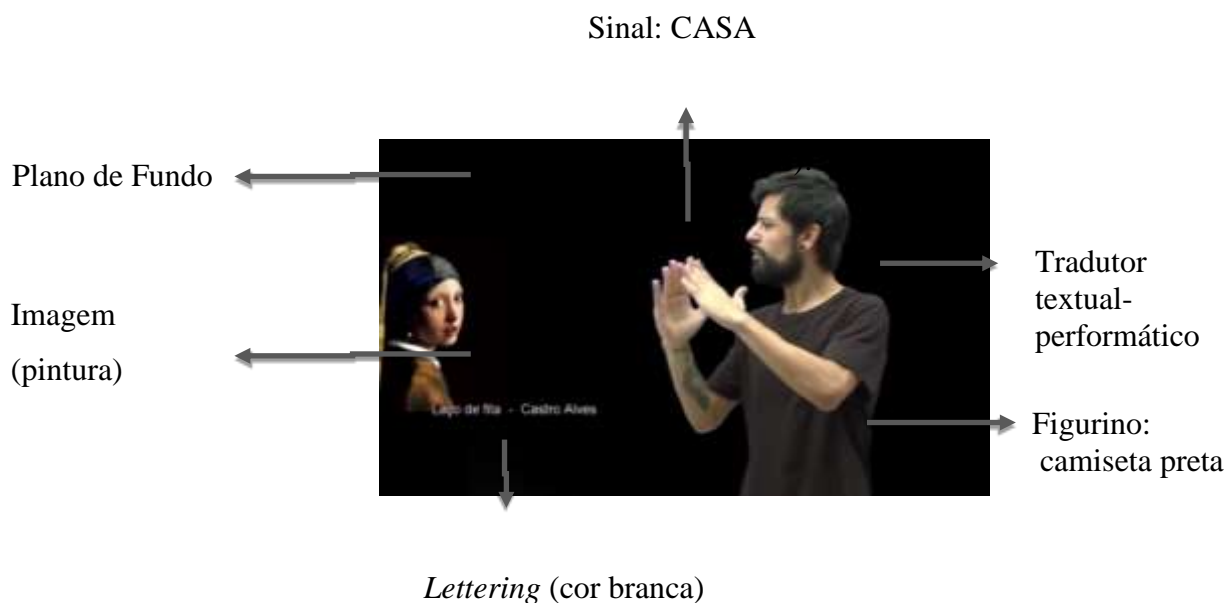 Sinal: CASA
Plano de Fundo
Imagem
(pintura)
Tradutor
textual-
performático
Laço de fita - Castro Alves
Figurino:
camiseta preta
Lettering (cor branca)